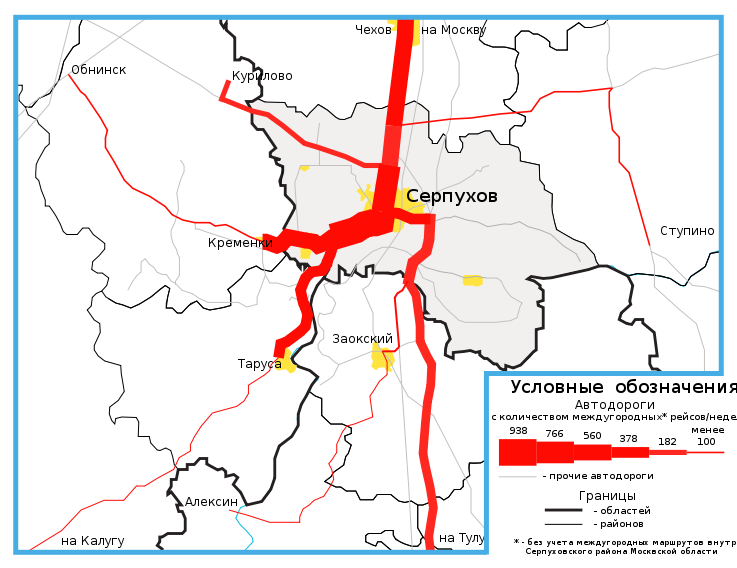 Чехов на Москву
Обнинск
Курилово
Серпухов
Ступино
Кременки
Заокский
Таруса
Алексин
на Калугу
на Тулу
Условные обозначения
Автодороги
с количеством междугородных* рейсов/недел
938 766 560 378 182 менее
100
- прочие автодороги
Границы
- областей
- районов
* - без учета междугородных маршрутов внутр
Серпуховского района Москвской области